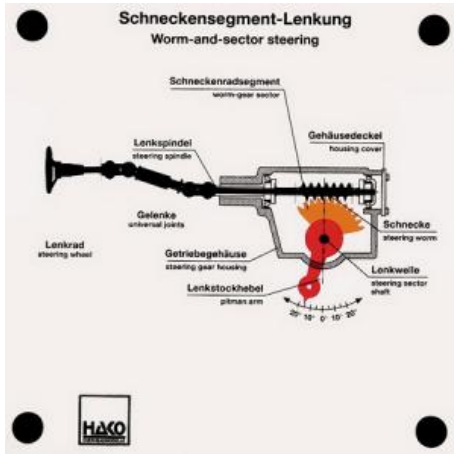 Schneckensegment-Lenkung
Worm-and-sector steering
Schneckenradsegment
worm-gear sector
Gehäusedeckel
housing cover
Lenkspindel
steering spindle
Schnecke
steering worm
Gelenke
universal joints
Lenkrad
steering wheel
Getriebegehäuse
steering gear housing
Lenkwelle
steering sector
shaft
Lenkstockhebel
pitman arm
20° 10° 0° 10° 20°
HAKO